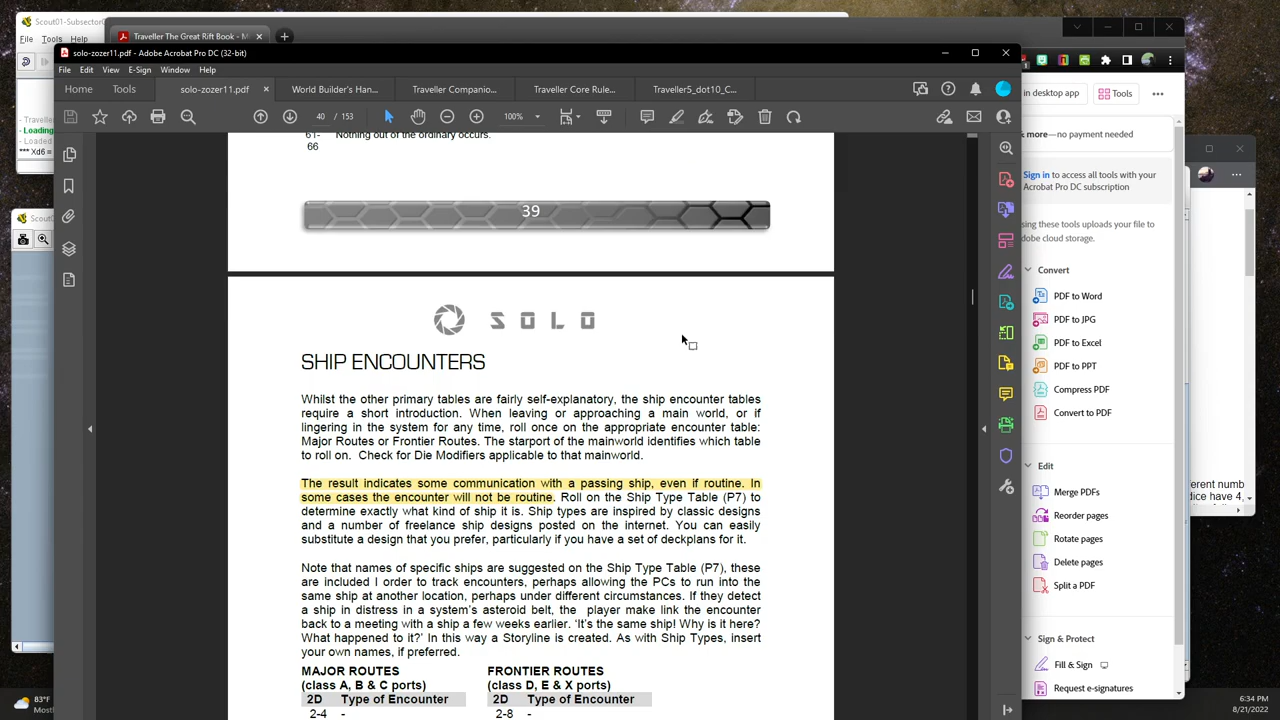 Scout01-Subsector0
File Tools Help
Traveller The Great Rift Book - M
solo-zozer11.pdf - Adobe Acrobat Pro DC (32-bit)
File Edit View E-Sign Window Help
Home Tools solo-zozer11.pdf World Builder's Han... Traveller Companio... Traveller Core Rule... Traveller5_dot10_C...
40 / 153 100%
in desktop app Tools
- Travelle
- Loading
- Loaded
*** Xd6 =
Scout0
61- Nothing out of the ordinary occurs.
66
39
SOLO
SHIP ENCOUNTERS
Whilst the other primary tables are fairly self-explanatory, the ship encounter tables
require a short introduction. When leaving or approaching a main world, or if
lingering in the system for any time, roll once on the appropriate encounter table:
Major Routes or Frontier Routes. The starport of the mainworld identifies which table
to roll on. Check for Die Modifiers applicable to that mainworld.
The result indicates some communication with a passing ship, even if routine. In
some cases the encounter will not be routine. Roll on the Ship Type Table (P7) to
determine exactly what kind of ship it is. Ship types are inspired by classic designs
and a number of freelance ship designs posted on the internet. You can easily
substitute a design that you prefer, particularly if you have a set of deckplans for it.
Note that names of specific ships are suggested on the Ship Type Table (P7), these
are included I order to track encounters, perhaps allowing the PCs to run into the
same ship at another location, perhaps under different circumstances. If they detect
a ship in distress in a system's asteroid belt, the player make link the encounter
back to a meeting with a ship a few weeks earlier. 'It's the same ship! Why is it here?
What happened to it?' In this way a Storyline is created. As with Ship Types, insert
your own names, if preferred.
MAJOR ROUTES FRONTIER ROUTES
(class A, B & C ports) (class D, E & X ports)
2D Type of Encounter 2D Type of Encounter
2-4 - 2-8 -
& more—no payment needed
Sign in to access all tools with your
Acrobat Pro DC subscription
sing these tools uploads your file to
dobe cloud storage.
Convert
PDF to Word
PDF to JPG
PDF to Excel
PDF to PPT
Compress PDF
Convert to PDF
Edit
Merge PDFs
Reorder pages
Rotate pages
Delete pages
Split a PDF
Sign & Protect
Fill & Sign
Request e-signatures
erent numb
dice have 4,
83°F
Most
6:34 PM
8/21/2022